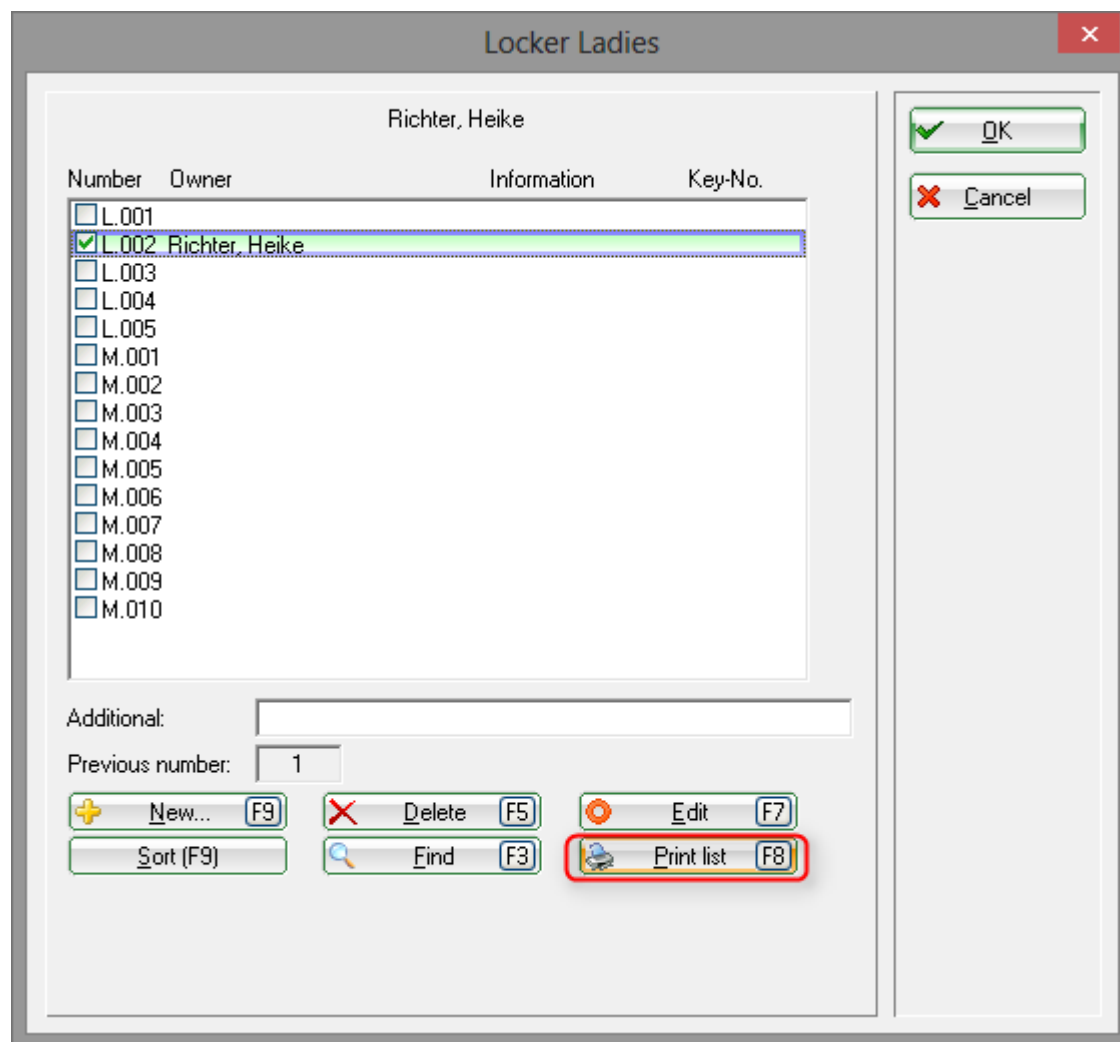 Locker Ladies
Richter, Heike
Number Owner Information Key-No.
L.001
L.002 Richter, Heike
L.003
L.004
L.005
M.001
M.002
M.003
M.004
M.005
M.006
M.007
M.008
M.009
M.010
Additional:
Previous number: 1
New... F9 Delete F5 Edit F7
Sort (F9) Find F3 Print list F8
OK
Cancel